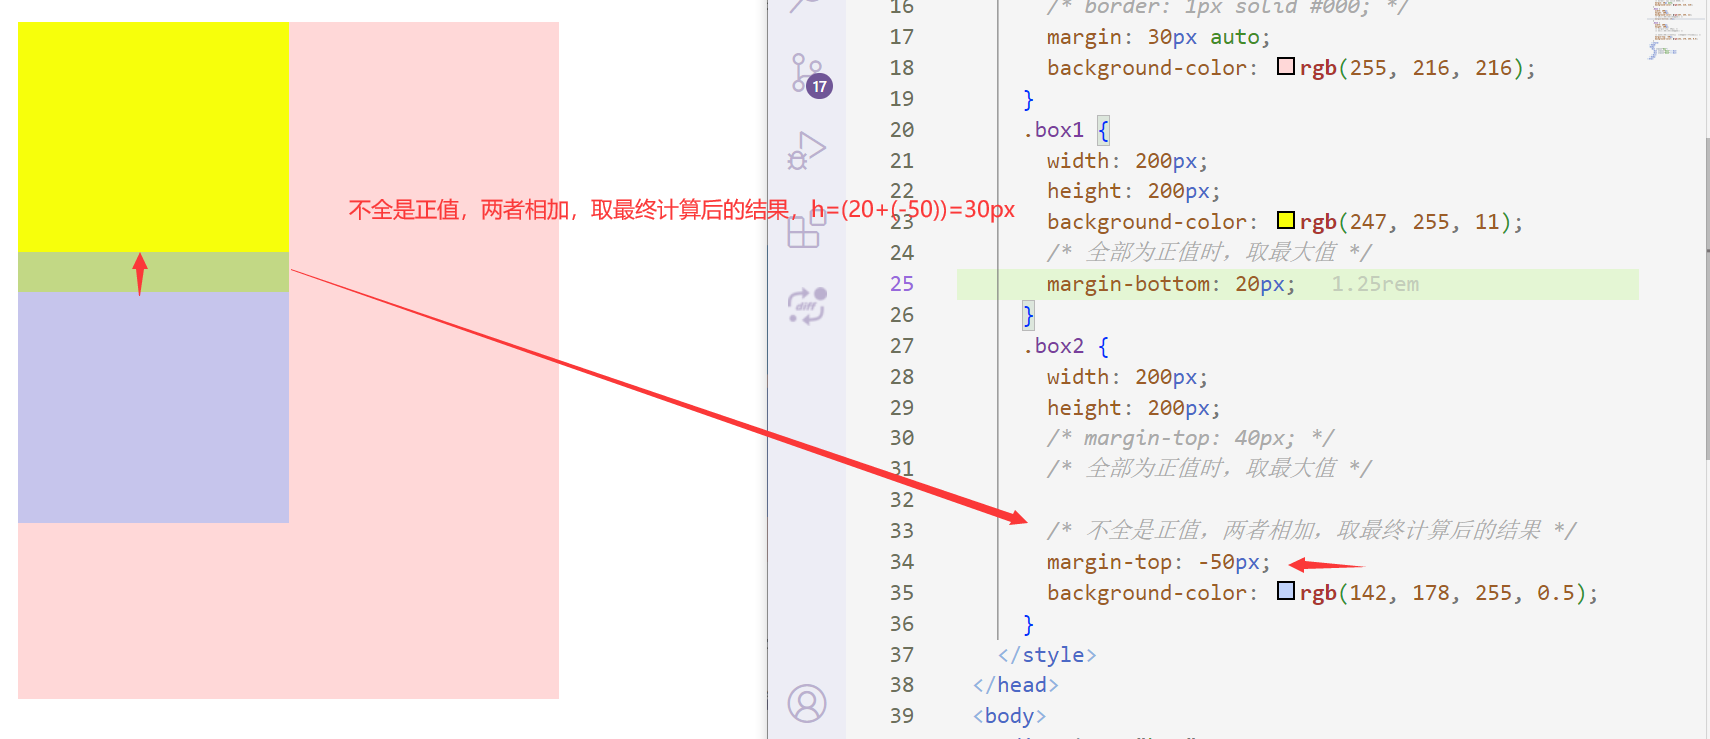 16 /* border: 1px solid #000; */
17 margin: 30px auto;
18 background-color: rgb(255, 216, 216);
19 }
20 .box1 {
21 width: 200px;
22 height: 200px;
不全是正值，两者相加，取最终计算后的结果，h=(20+(-50))=30px
23 background-color: rgb(247, 255, 11);
24 /* 全部为正值时，取最大值 */
25 margin-bottom: 20px; 1.25rem
26 }
27 .box2 {
28 width: 200px;
29 height: 200px;
30 /* margin-top: 40px; */
31 /* 全部为正值时，取最大值 */
32
33 /* 不全是正值，两者相加，取最终计算后的结果 */
34 margin-top: -50px;
35 background-color: rgb(142, 178, 255, 0.5);
36 }
37 </style>
38 </head>
39 <body>
17
diff